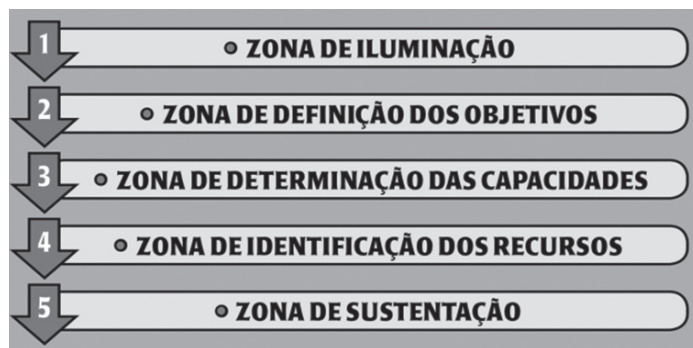 1 • ZONA DE ILUMINAÇÃO
2 • ZONA DE DEFINIÇÃO DOS OBJETIVOS
3 • ZONA DE DETERMINAÇÃO DAS CAPACIDADES
4 • ZONA DE IDENTIFICAÇÃO DOS RECURSOS
5 • ZONA DE SUSTENTAÇÃO